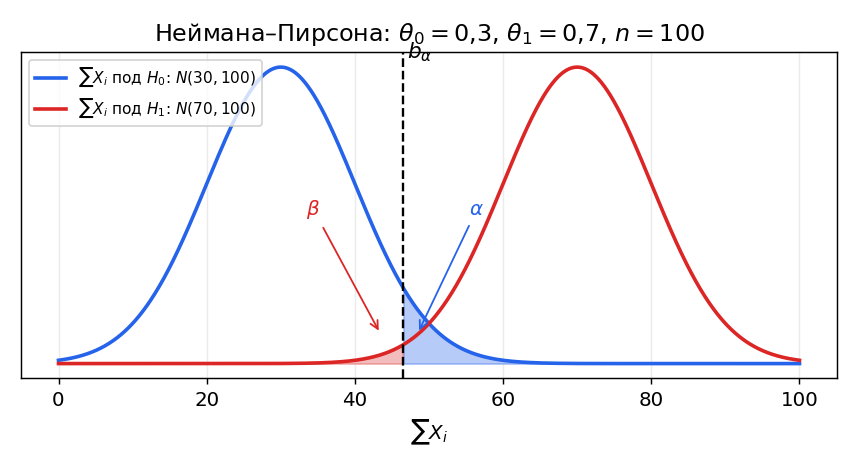 Неймана–Пирсона: θ₀ = 0,3, θ₁ = 0,7, n = 100
b_α
∑X_i под H₀: N(30, 100)
∑X_i под H₁: N(70, 100)
β
α
0 20 40 60 80 100
∑X_i